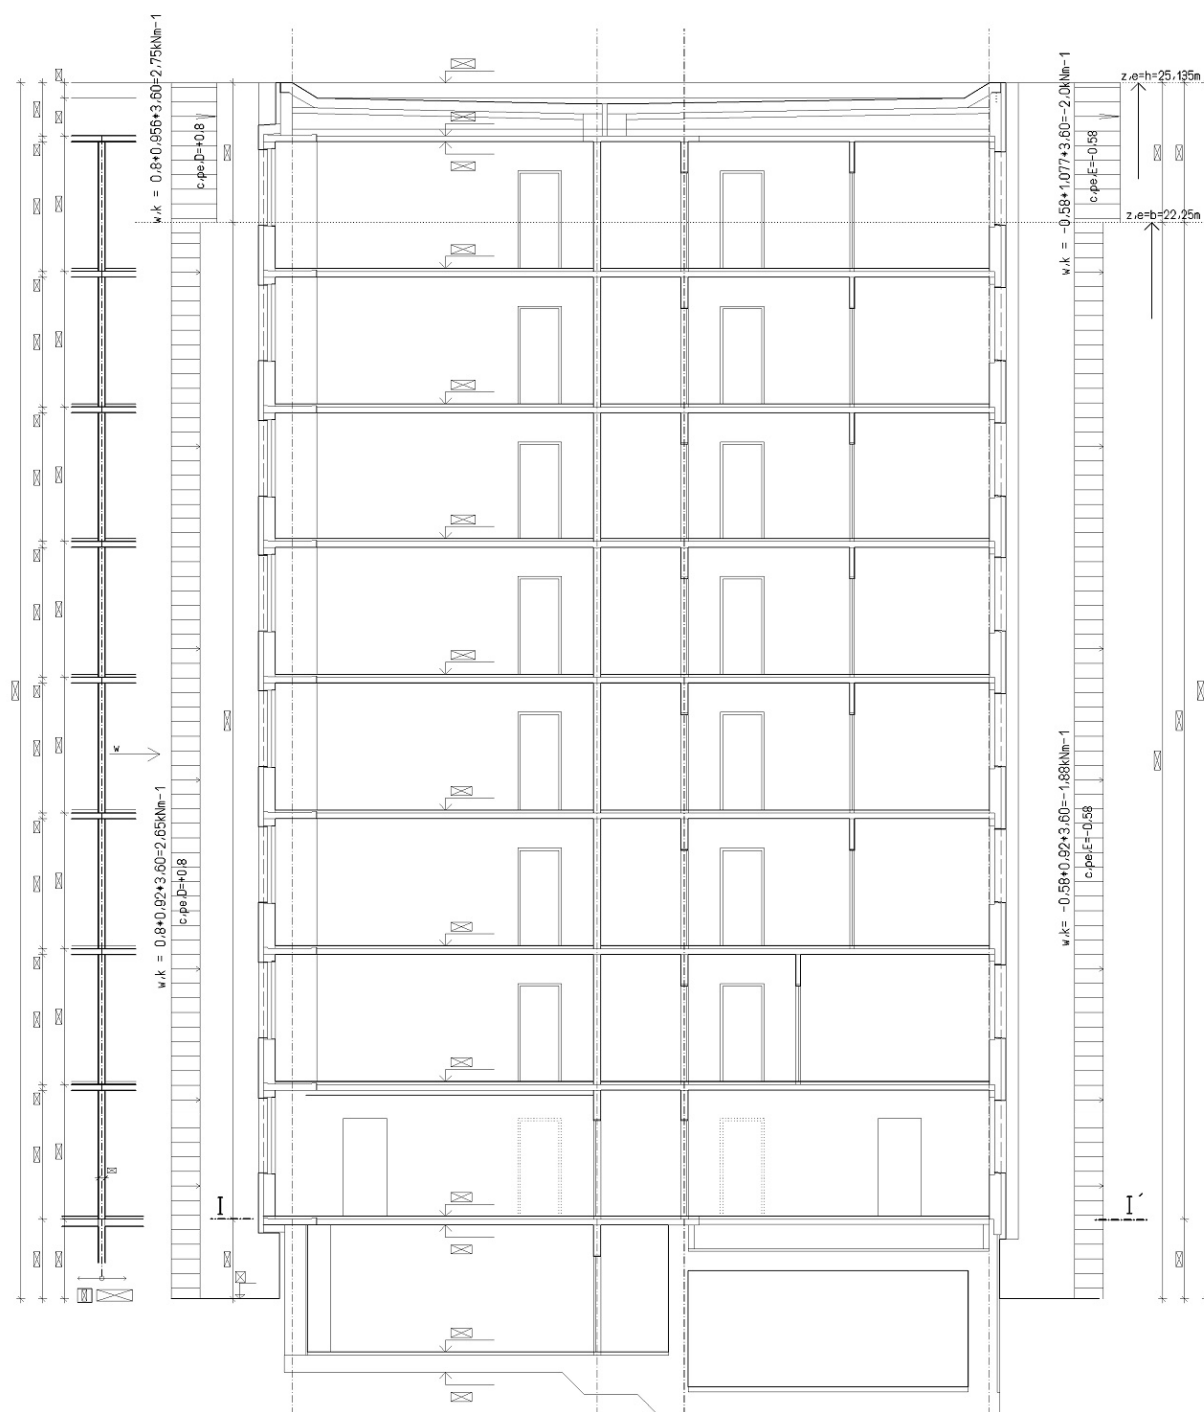 w,k = 0,8*0,956*3,60=2,75kNm-1
c,pe,D=+0,8
w,k = -0,58*1,077*3,60=-2,0kNm-1
c,pe,E=-0,58
z,e=h=25,135m
z,e=b=22,25m
w
w,k = 0,8*0,92*3,60=2,65kNm-1
c,pe,D=+0,8
w,k= -0,58*0,92*3,60=-1,88kNm-1
c,pe,E=-0,58
I
I´